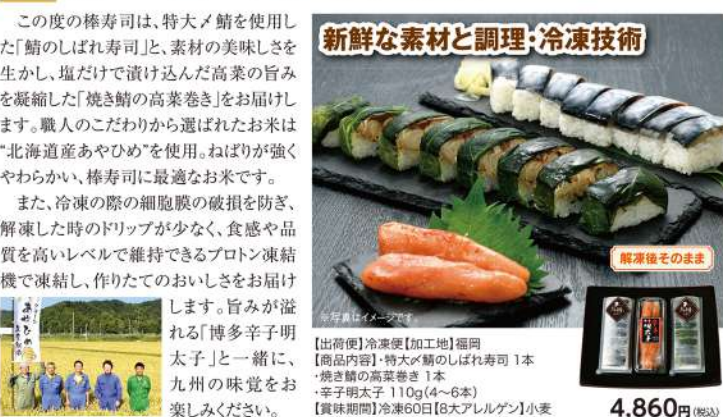 この度の棒寿司は、特大〆鯖を使用し
た「鯖のしばれ寿司」と、素材の美味しさを
生かし、塩だけで漬け込んだ高菜の旨み
を凝縮した「焼き鯖の高菜巻き」をお届けし
ます。職人のこだわりから選ばれたお米は
“北海道産あやひめ”を使用。ねばりが強く
やわらかい、棒寿司に最適なお米です。
また、冷凍の際の細胞膜の破損を防ぎ、
解凍した時のドリップが少なく、食感や品
質を高いレベルで維持できるプロトン凍結
機で凍結し、作りたてのおいしさをお届け
します。旨みが溢
れる「博多辛子明
太子」と一緒に、
九州の味覚をお
楽しみください。
あやひめ
新鮮な素材と調理・冷凍技術
解凍後そのまま
※写真はイメージです。
【出荷便】冷凍便【加工地】福岡
【商品内容】・特大〆鯖のしばれ寿司 1本
・焼き鯖の高菜巻き 1本
・辛子明太子 110g(4〜6本)
【賞味期間】冷凍60日【8大アレルゲン】小麦
4,860円(税込)